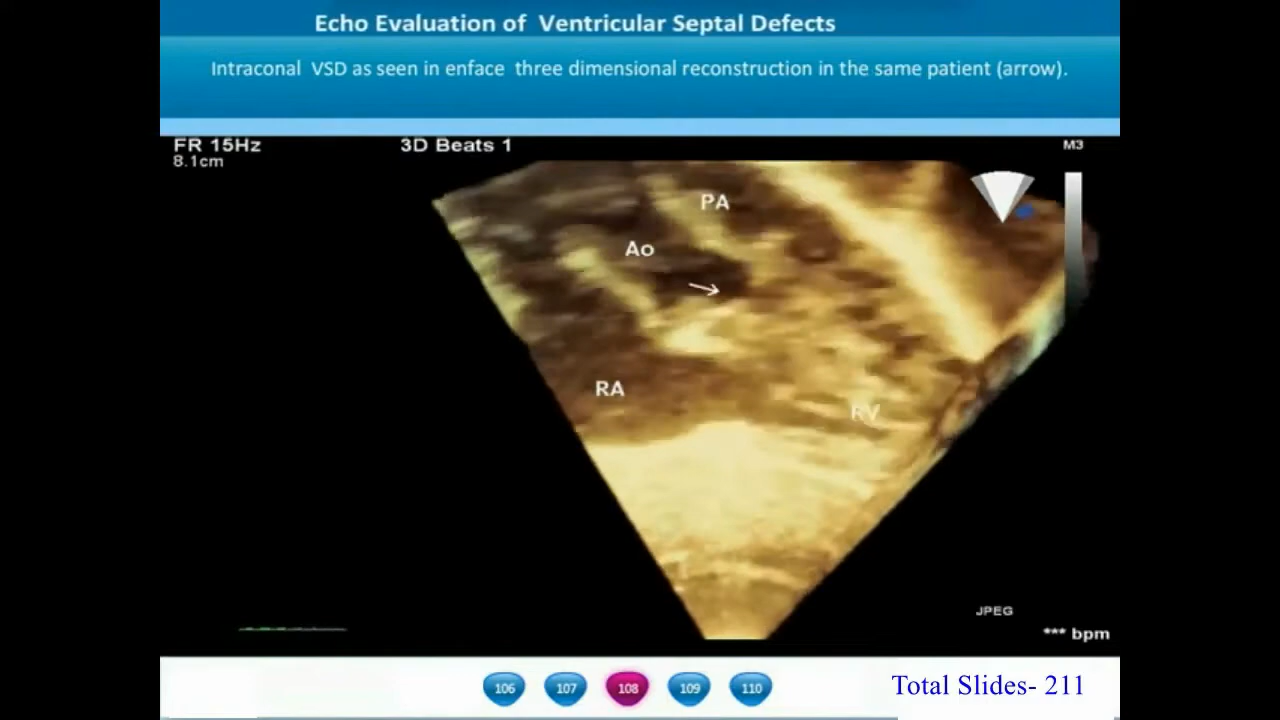 Echo Evaluation of Ventricular Septal Defects
Intraconal VSD as seen in enface three dimensional reconstruction in the same patient (arrow).
FR 15Hz
8.1cm
3D Beats 1
M3
PA
Ao
RA
RV
JPEG
*** bpm
106 107 108 109 110
Total Slides- 211